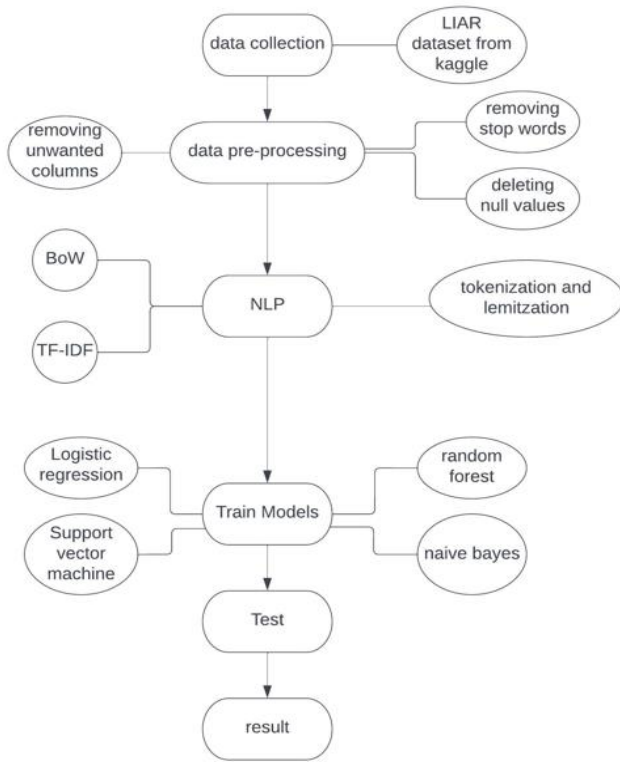 data collection
LIAR
dataset from
kaggle
removing
unwanted
columns
data pre-processing
removing
stop words
deleting
null values
BoW
TF-IDF
NLP
tokenization and
lemitzation
Logistic
regression
Support
vector
machine
Train Models
random
forest
naive bayes
Test
result